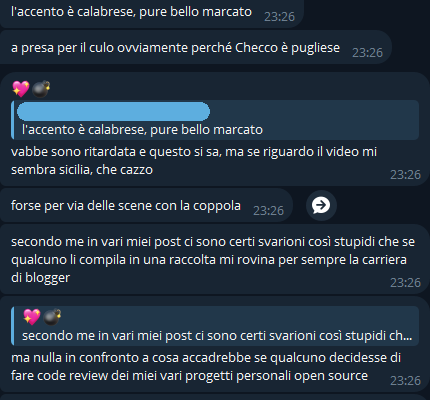 l'accento è calabrese, pure bello marcato 23:26
a presa per il culo ovviamente perché Checco è pugliese 23:26
💖💣
l'accento è calabrese, pure bello marcato
vabbe sono ritardata e questo si sa, ma se riguardo il video mi
sembra sicilia, che cazzo 23:26
forse per via delle scene con la coppola 23:26
secondo me in vari miei post ci sono certi svarioni così stupidi che se
qualcuno li compila in una raccolta mi rovina per sempre la carriera
di blogger 23:26
💖💣
secondo me in vari miei post ci sono certi svarioni così stupidi ch...
ma nulla in confronto a cosa accadrebbe se qualcuno decidesse di
fare code review dei miei vari progetti personali open source 23:26